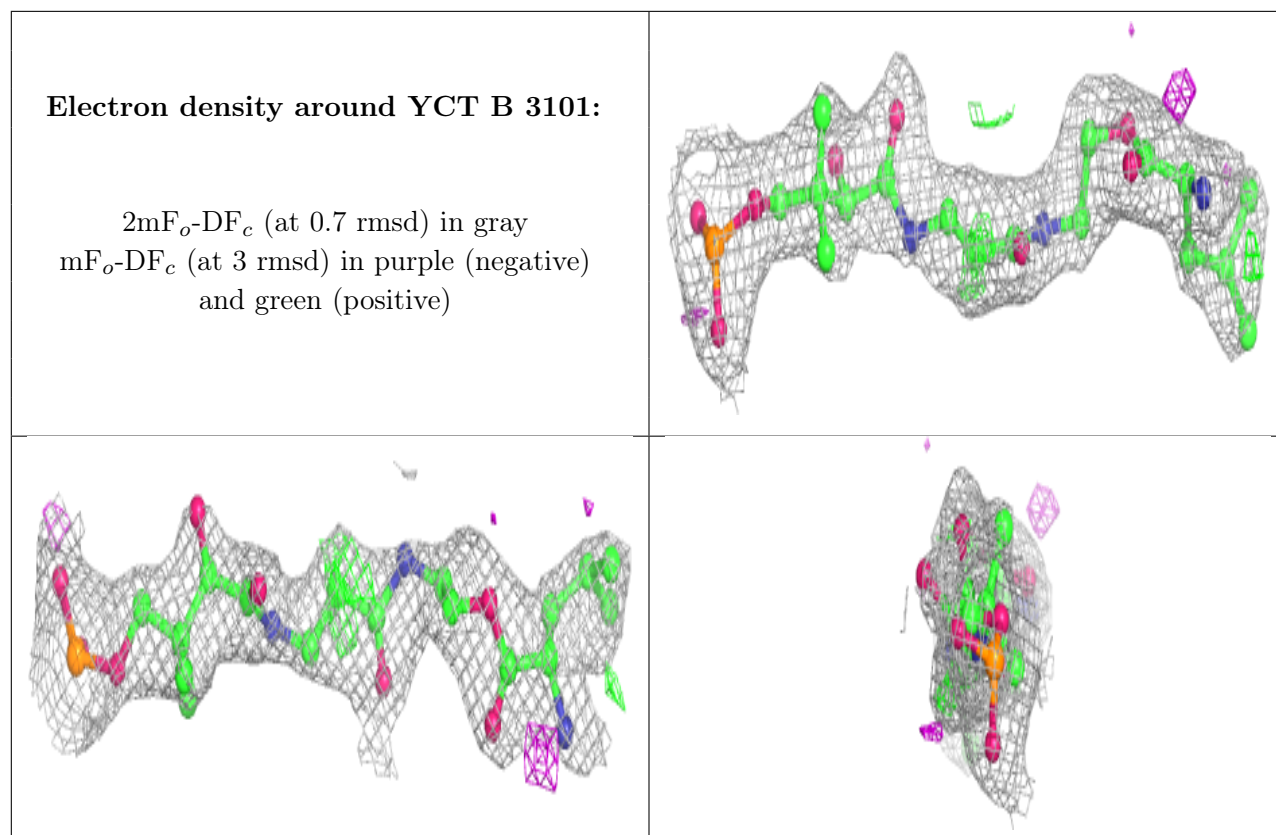 Electron density around YCT B 3101:
2mFo-DFc (at 0.7 rmsd) in gray
mFo-DFc (at 3 rmsd) in purple (negative)
and green (positive)